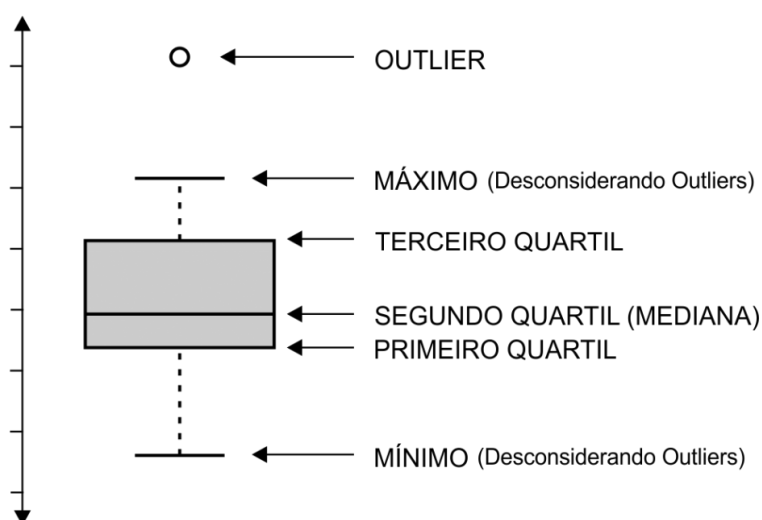 OUTLIER
MÁXIMO (Desconsiderando Outliers)
TERCEIRO QUARTIL
SEGUNDO QUARTIL (MEDIANA)
PRIMEIRO QUARTIL
MÍNIMO (Desconsiderando Outliers)